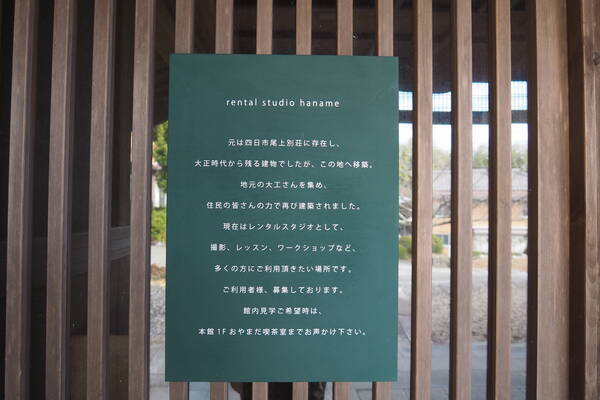 rental studio haname
元は四日市尾上別荘に存在し、
大正時代から残る建物でしたが、この地へ移築。
地元の大工さんを集め、
住民の皆さんの力で再び建築されました。
現在はレンタルスタジオとして、
撮影、レッスン、ワークショップなど、
多くの方にご利用頂きたい場所です。
ご利用者様、募集しております。
館内見学ご希望時は、
本館1Fおやまだ喫茶室までお声かけ下さい。